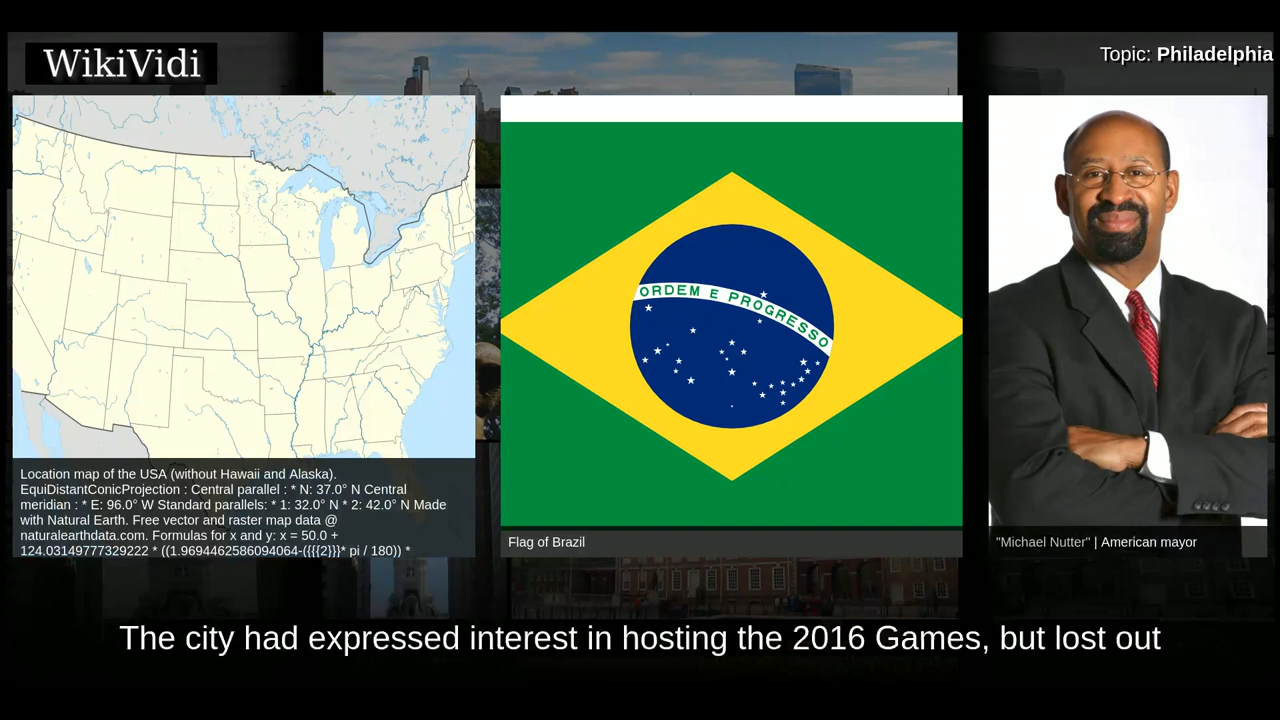 WikiVidi
Topic: Philadelphia
ORDEM E PROGRESSO
Location map of the USA (without Hawaii and Alaska).
EquiDistantConicProjection : Central parallel : * N: 37.0° N Central
meridian : * E: 96.0° W Standard parallels: * 1: 32.0° N * 2: 42.0° N Made
with Natural Earth. Free vector and raster map data @
naturalearthdata.com. Formulas for x and y: x = 50.0 +
124.03149777329222 * ((1.9694462586094064-({{{2}}}* pi / 180)) *
Flag of Brazil
"Michael Nutter" | American mayor
The city had expressed interest in hosting the 2016 Games, but lost out